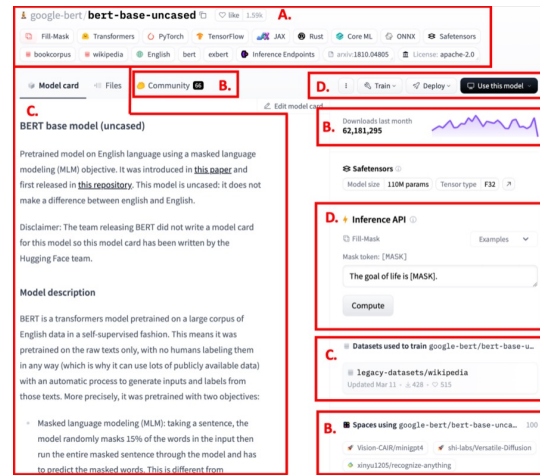 google-bert/bert-base-uncased like 1.59k A.
Fill-Mask Transformers PyTorch TensorFlow JAX Rust Core ML ONNX Safetensors
bookcorpus wikipedia English bert exbert Inference Endpoints arxiv:1810.04805 License: apache-2.0
Model card Files Community 66 B. D. Train Deploy Use this model
C.
Edit model card
BERT base model (uncased)
Pretrained model on English language using a masked language
modeling (MLM) objective. It was introduced in this paper and
first released in this repository. This model is uncased: it does not
make a difference between english and English.
Disclaimer: The team releasing BERT did not write a model card
for this model so this model card has been written by the
Hugging Face team.
Model description
BERT is a transformers model pretrained on a large corpus of
English data in a self-supervised fashion. This means it was
pretrained on the raw texts only, with no humans labeling them
in any way (which is why it can use lots of publicly available data)
with an automatic process to generate inputs and labels from
those texts. More precisely, it was pretrained with two objectives:
Masked language modeling (MLM): taking a sentence, the
model randomly masks 15% of the words in the input then
run the entire masked sentence through the model and has
to predict the masked words. This is different from
B. Downloads last month
62,181,295
Safetensors
Model size 110M params Tensor type F32
D. Inference API
Fill-Mask Examples
Mask token: [MASK]
The goal of life is [MASK].
Compute
C. Datasets used to train google-bert/bert-base-u...
legacy-datasets/wikipedia
Updated Mar 11 428 515
B. Spaces using google-bert/bert-base-unca... 100
Vision-CAIR/minigpt4 shi-labs/Versatile-Diffusion
xinyu1205/recognize-anything